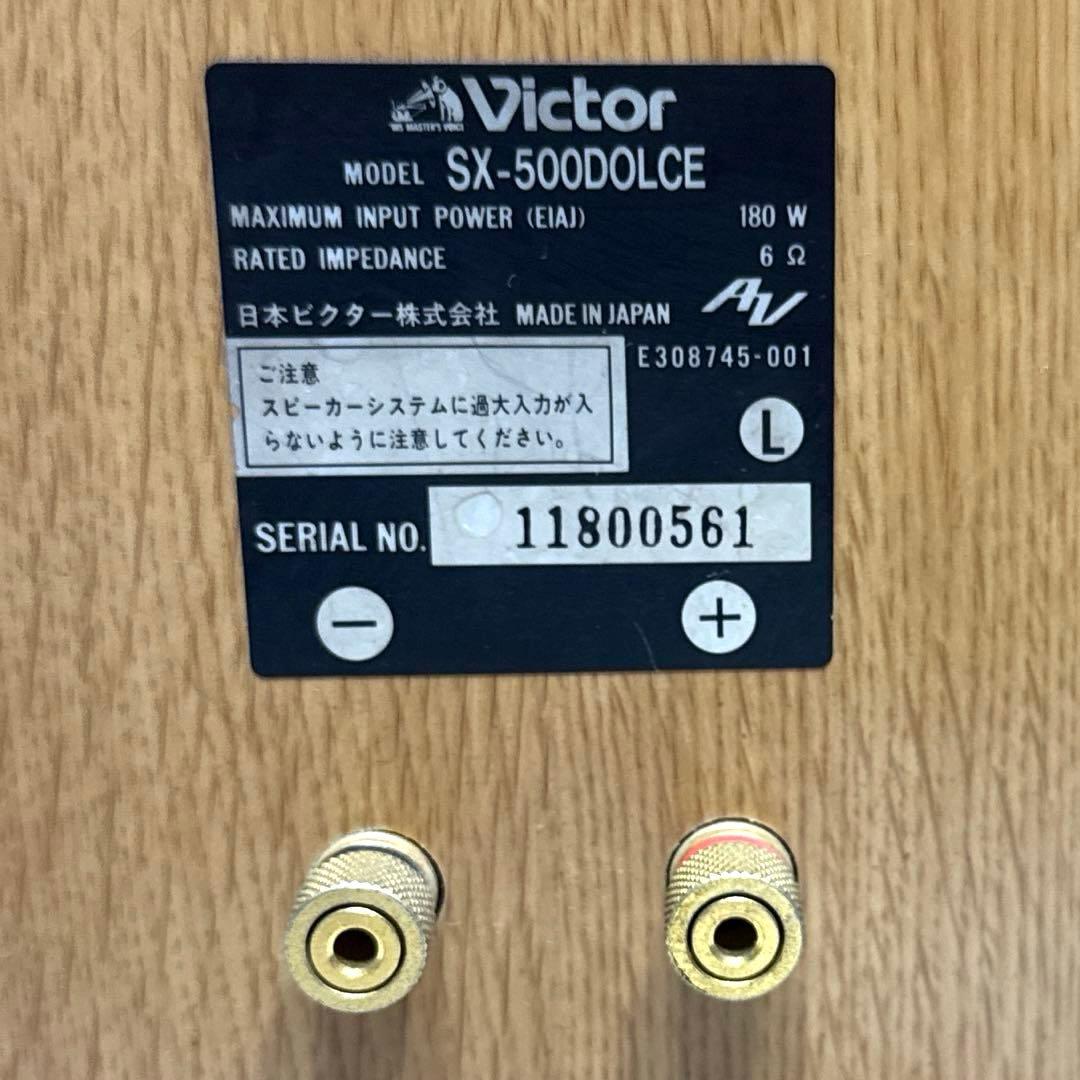 HIS MASTER'S VOICE
Victor
MODEL SX-500DOLCE
MAXIMUM INPUT POWER (EIAJ) 180 W
RATED IMPEDANCE 6 Ω
AV
日本ビクター株式会社 MADE IN JAPAN
E308745-001
ご注意
スピーカーシステムに過大入力が入
らないように注意してください。
L
SERIAL NO. 11800561
− +